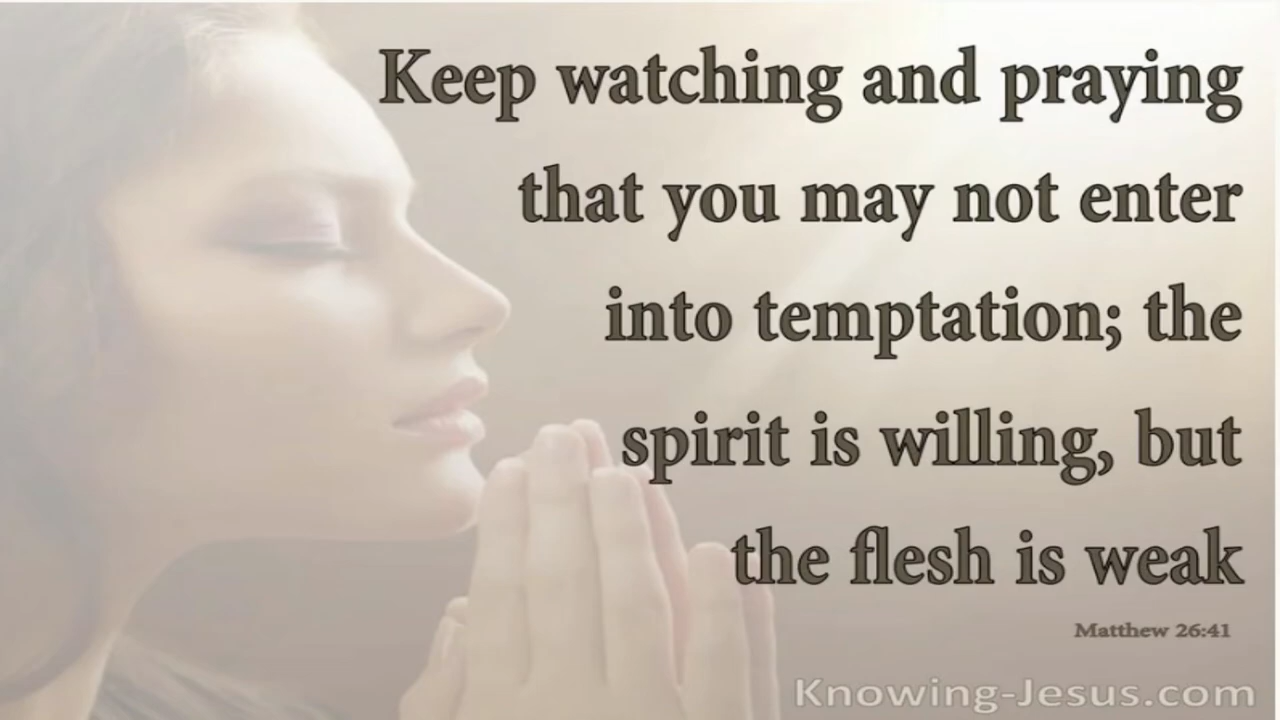 Keep watching and praying
that you may not enter
into temptation; the
spirit is willing, but
the flesh is weak
Matthew 26:41
Knowing-Jesus.com